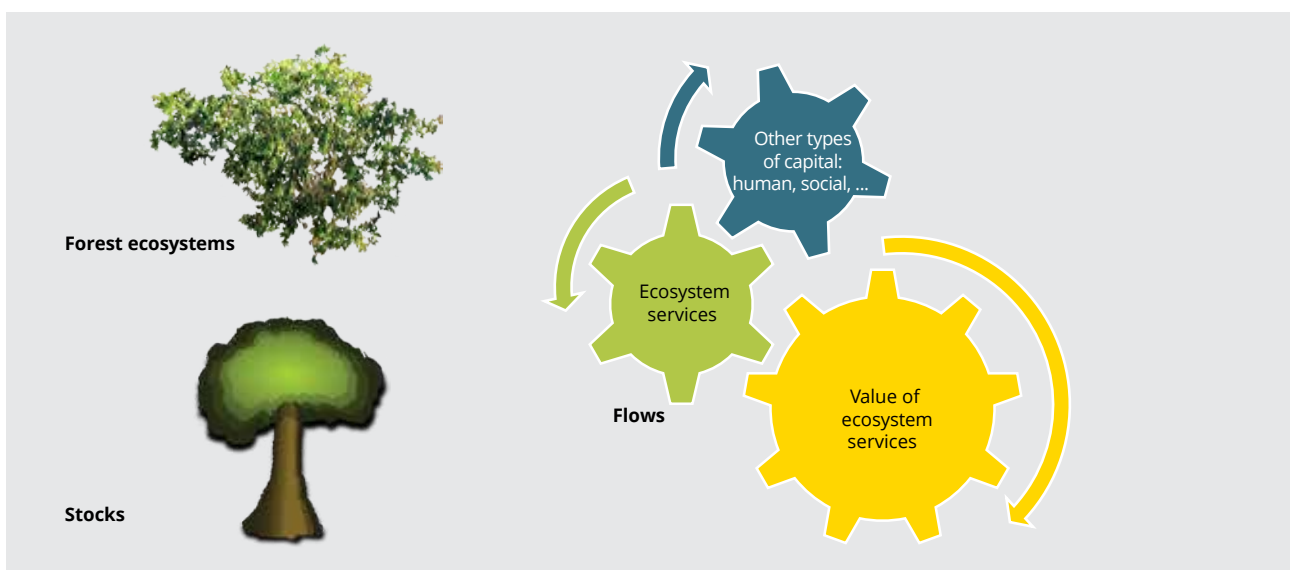 Other types
of capital:
human, social, ...
Forest ecosystems
Ecosystem
services
Flows
Value of
ecosystem
services
Stocks